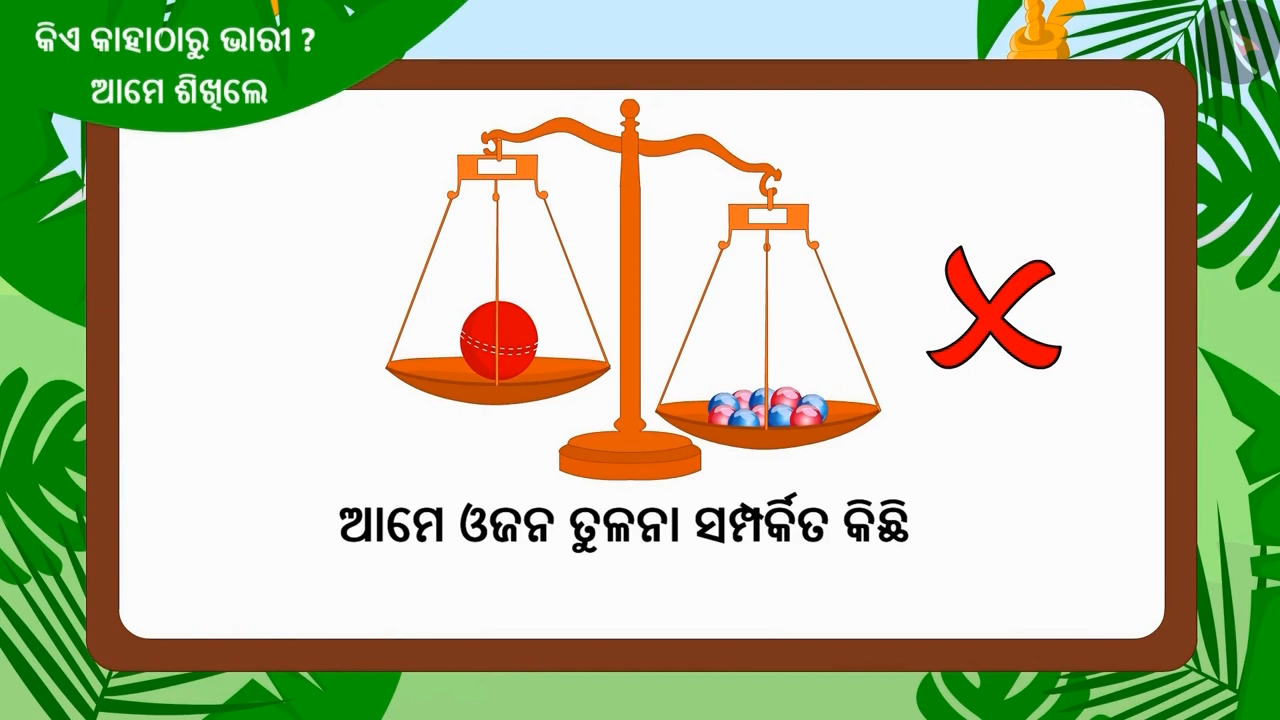 କିଏ କାହାଠାରୁ ଭାରୀ ?
ଆମେ ଶିଖିଲେ
ଆମେ ଓଜନ ତୁଳନା ସମ୍ପର୍କିତ କିଛି